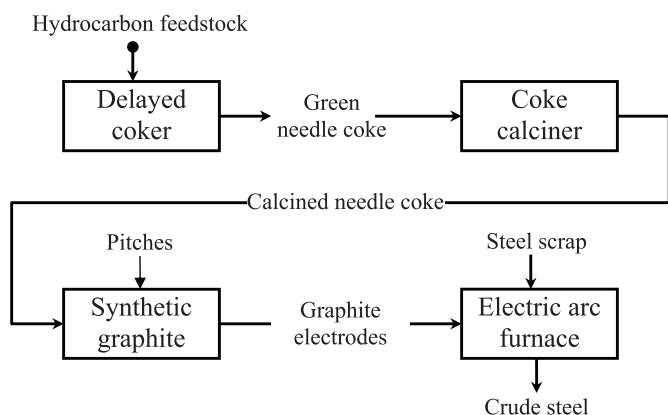 Hydrocarbon feedstock
Delayed
coker
Green
needle coke
Coke
calciner
Calcined needle coke
Pitches
Steel scrap
Synthetic
graphite
Graphite
electrodes
Electric arc
furnace
Crude steel